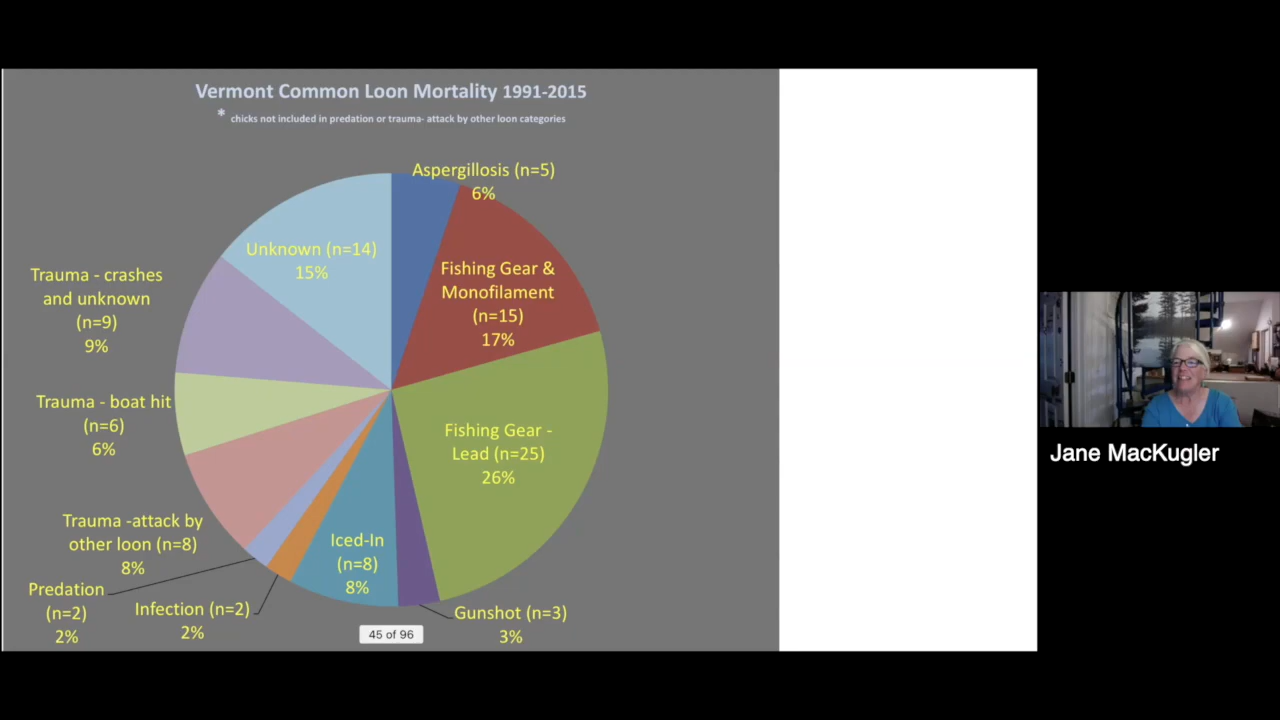 Vermont Common Loon Mortality 1991-2015
* chicks not included in predation or trauma- attack by other loon categories
Aspergillosis (n=5)
6%
Fishing Gear &
Monofilament
(n=15)
17%
Fishing Gear -
Lead (n=25)
26%
Gunshot (n=3)
3%
Iced-In
(n=8)
8%
Infection (n=2)
2%
Predation
(n=2)
2%
Trauma -attack by
other loon (n=8)
8%
Trauma - boat hit
(n=6)
6%
Trauma - crashes
and unknown
(n=9)
9%
Unknown (n=14)
15%
45 of 96
Jane MacKugler